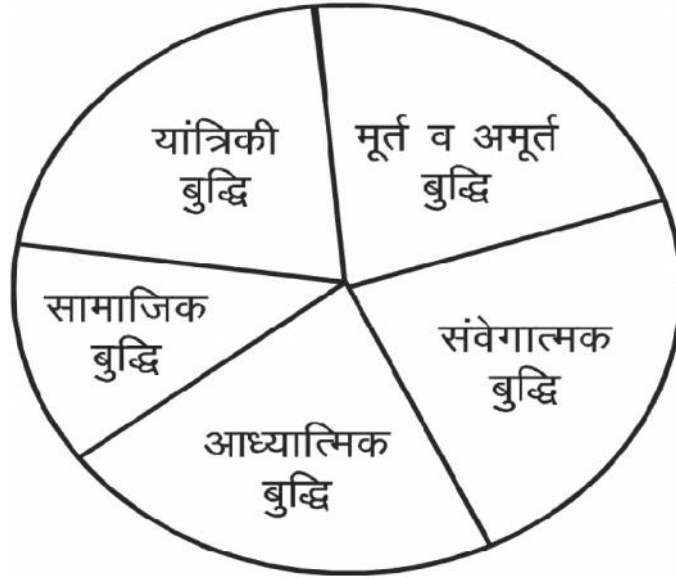 यांत्रिकी
बुद्धि
मूर्त व अमूर्त
बुद्धि
सामाजिक
बुद्धि
संवेगात्मक
बुद्धि
आध्यात्मिक
बुद्धि